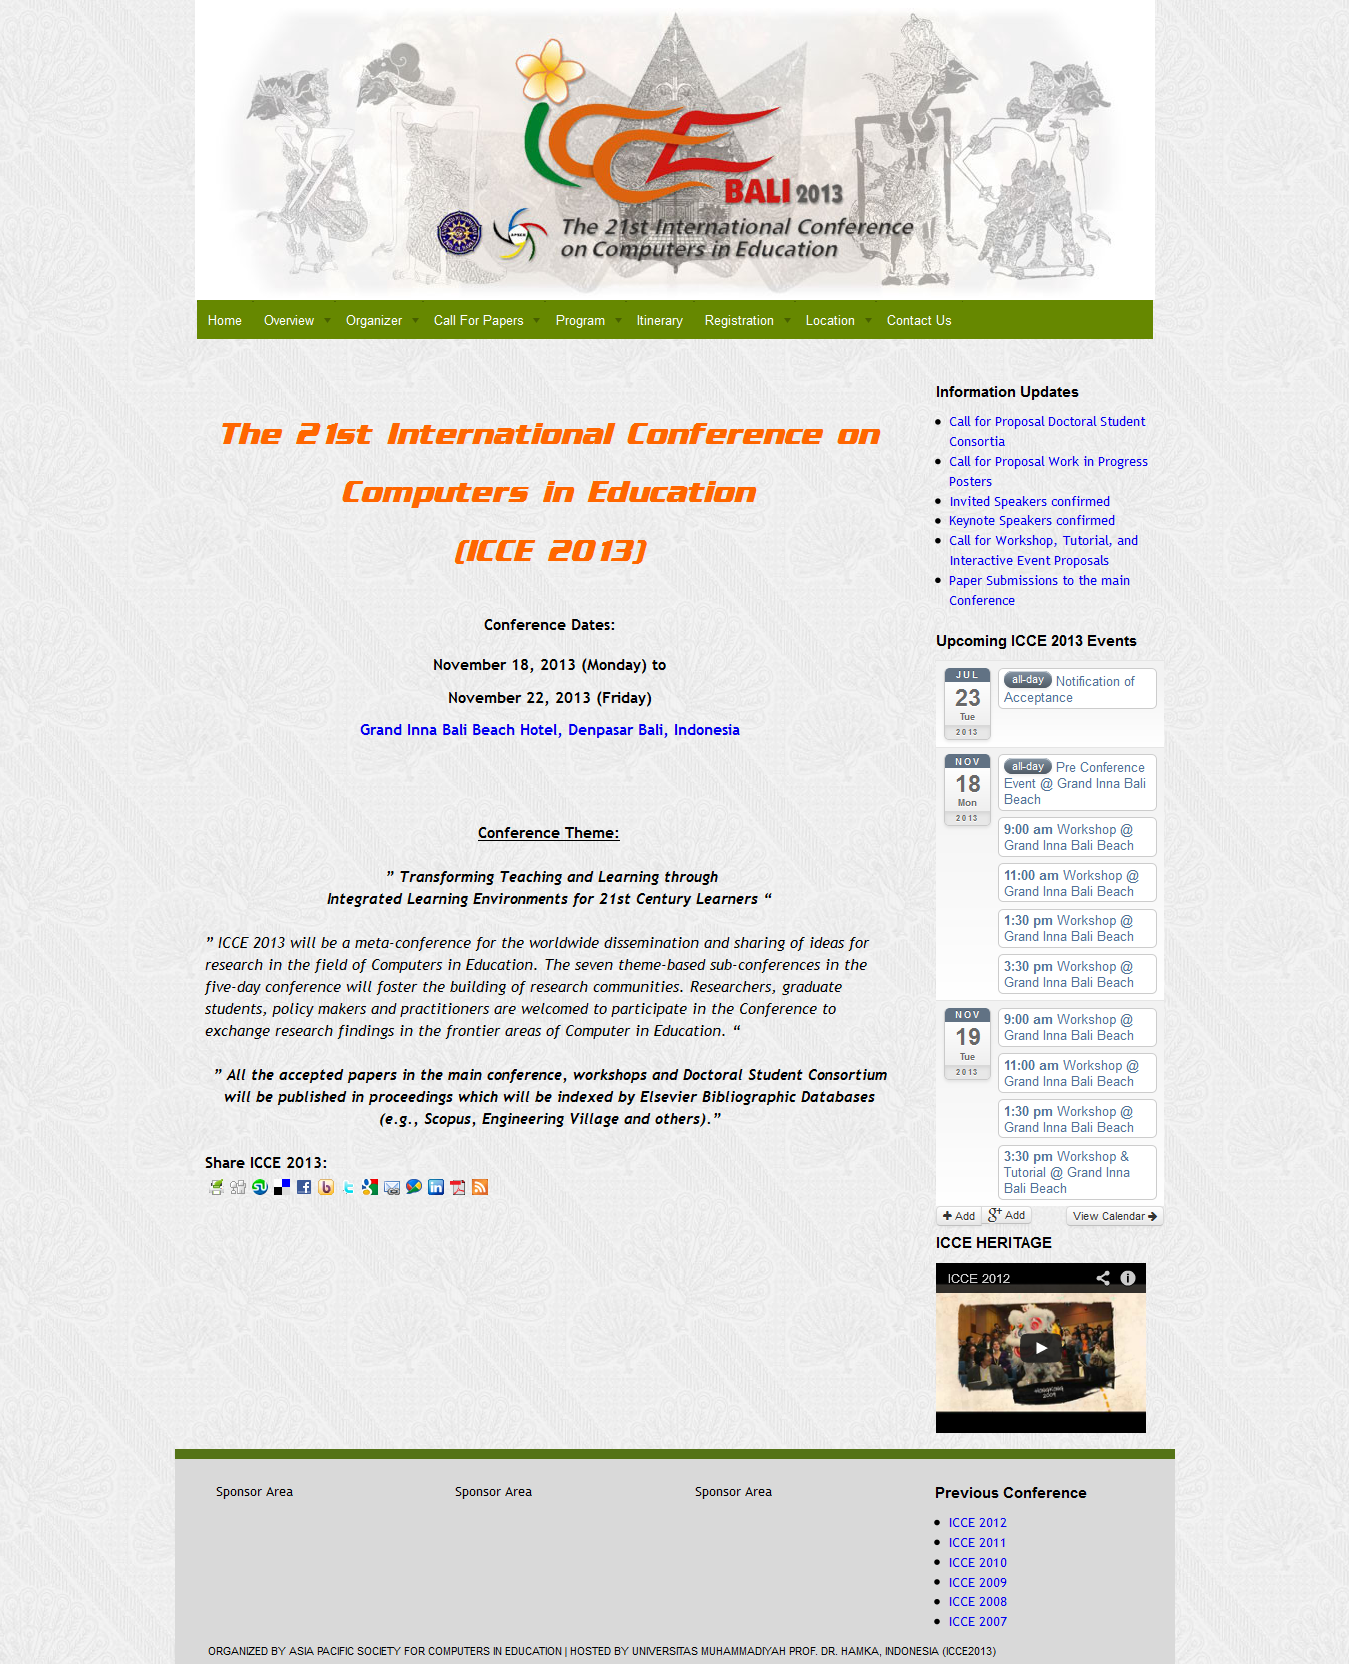 ICCE
BALI 2013
APSCE
The 21st International Conference
on Computers in Education
Home Overview Organizer Call For Papers Program Itinerary Registration Location Contact Us
The 21st International Conference on
Computers in Education
(ICCE 2013)
Conference Dates:
November 18, 2013 (Monday) to
November 22, 2013 (Friday)
Grand Inna Bali Beach Hotel, Denpasar Bali, Indonesia
Conference Theme:
” Transforming Teaching and Learning through
Integrated Learning Environments for 21st Century Learners “
” ICCE 2013 will be a meta-conference for the worldwide dissemination and sharing of ideas for
research in the field of Computers in Education. The seven theme-based sub-conferences in the
five-day conference will foster the building of research communities. Researchers, graduate
students, policy makers and practitioners are welcomed to participate in the Conference to
exchange research findings in the frontier areas of Computer in Education. “
” All the accepted papers in the main conference, workshops and Doctoral Student Consortium
will be published in proceedings which will be indexed by Elsevier Bibliographic Databases
(e.g., Scopus, Engineering Village and others).”
Share ICCE 2013:
Information Updates
Call for Proposal Doctoral Student
Consortia
Call for Proposal Work in Progress
Posters
Invited Speakers confirmed
Keynote Speakers confirmed
Call for Workshop, Tutorial, and
Interactive Event Proposals
Paper Submissions to the main
Conference
Upcoming ICCE 2013 Events
JUL
23
Tue
2013
all-day Notification of
Acceptance
NOV
18
Mon
2013
all-day Pre Conference
Event @ Grand Inna Bali
Beach
9:00 am Workshop @
Grand Inna Bali Beach
11:00 am Workshop @
Grand Inna Bali Beach
1:30 pm Workshop @
Grand Inna Bali Beach
3:30 pm Workshop @
Grand Inna Bali Beach
NOV
19
Tue
2013
9:00 am Workshop @
Grand Inna Bali Beach
11:00 am Workshop @
Grand Inna Bali Beach
1:30 pm Workshop @
Grand Inna Bali Beach
3:30 pm Workshop &
Tutorial @ Grand Inna
Bali Beach
Add Add View Calendar
ICCE HERITAGE
ICCE 2012
HONGKONG
2009
Sponsor Area Sponsor Area Sponsor Area
Previous Conference
ICCE 2012
ICCE 2011
ICCE 2010
ICCE 2009
ICCE 2008
ICCE 2007
ORGANIZED BY ASIA PACIFIC SOCIETY FOR COMPUTERS IN EDUCATION | HOSTED BY UNIVERSITAS MUHAMMADIYAH PROF. DR. HAMKA, INDONESIA (ICCE2013)